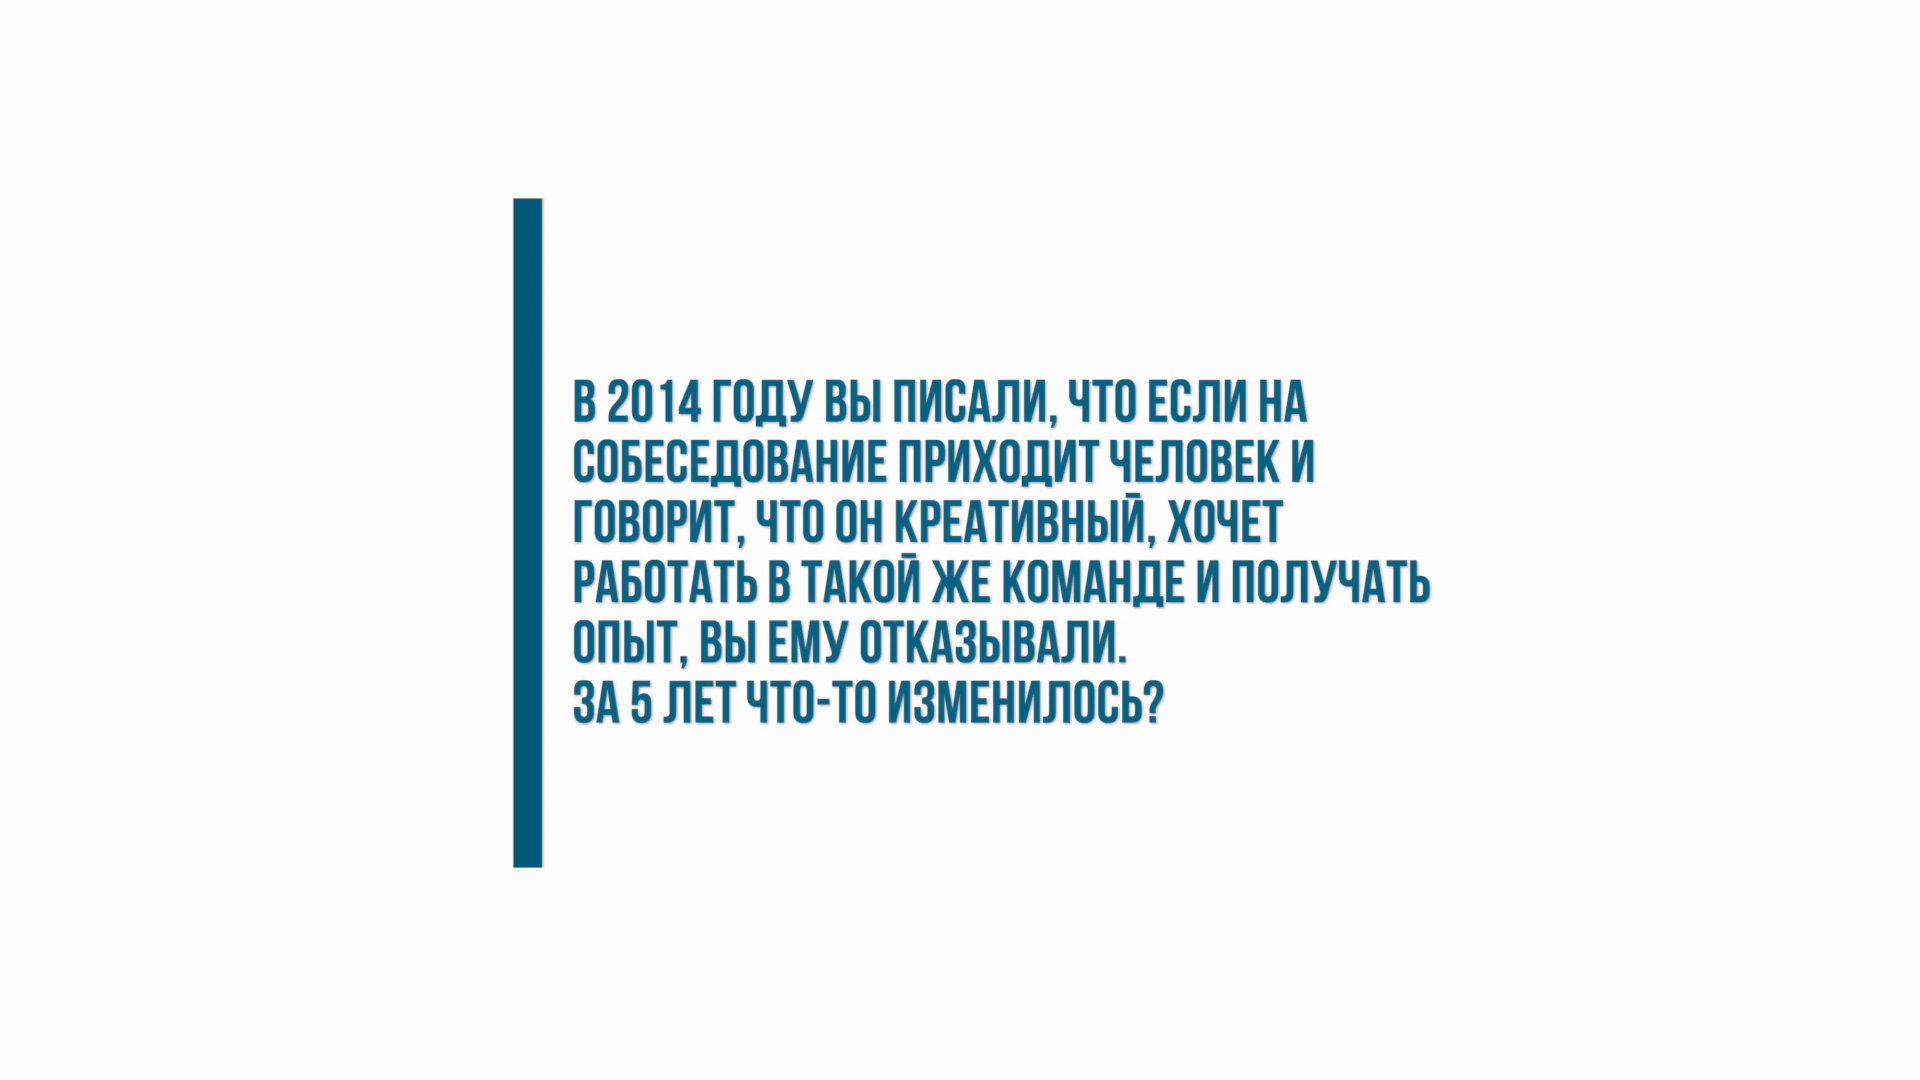 В 2014 ГОДУ ВЫ ПИСАЛИ, ЧТО ЕСЛИ НА
СОБЕСЕДОВАНИЕ ПРИХОДИТ ЧЕЛОВЕК И
ГОВОРИТ, ЧТО ОН КРЕАТИВНЫЙ, ХОЧЕТ
РАБОТАТЬ В ТАКОЙ ЖЕ КОМАНДЕ И ПОЛУЧАТЬ
ОПЫТ, ВЫ ЕМУ ОТКАЗЫВАЛИ.
ЗА 5 ЛЕТ ЧТО-ТО ИЗМЕНИЛОСЬ?